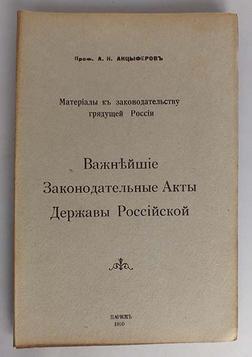 Проф. А. Н. АНЦЫФЕРОВЪ
Матеріалы къ законодательству
грядущей Россіи
Важнѣйшіе
Законодательные Акты
Державы Россійской
ПАРИЖЪ